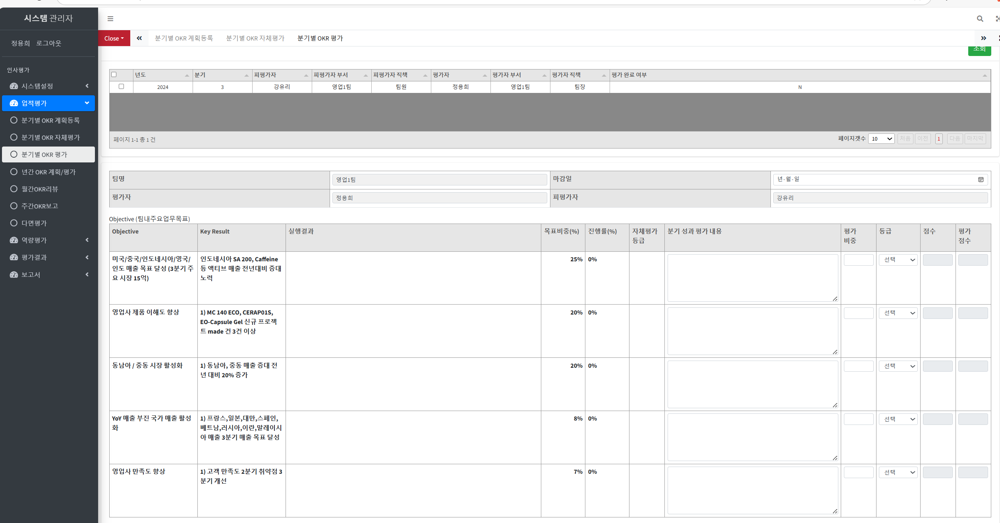 시스템 관리자
정용희 로그아웃
인사평가
시스템설정
업적평가
분기별 OKR 계획등록
분기별 OKR 자체평가
분기별 OKR 평가
년간 OKR 계획/평가
월간OKR리뷰
주간OKR보고
다면평가
역량평가
평가결과
보고서
Close 분기별 OKR 계획등록 분기별 OKR 자체평가 분기별 OKR 평가
조회
년도 분기 피평가자 피평가자 부서 피평가자 직책 평가자 평가자 부서 평가자 직책 평가 완료 여부
2024 3 강유리 영업1팀 팀원 정용희 영업1팀 팀장 N
페이지 1-1 총 1 건 페이지갯수 10 처음 이전 1 다음 마지막
팀명 영업1팀 마감일 년-월-일
평가자 정용희 피평가자 강유리
Objective (팀내주요업무목표)
Objective Key Result 실행결과 목표비중(%) 진행률(%) 자체평가 분기 성과 평가 내용 평가 등급 점수 평가
등급 비중 점수
미국/중국/인도네시아/영국/ 인도네시아 SA 200, Caffeine 25% 0% 선택
인도 매출 목표 달성 (3분기 주 등 액티브 매출 전년대비 증대
요 시장 15억) 노력
영업사 제품 이해도 향상 1) MC 140 ECO, CERAP01S, 20% 0% 선택
EO-Capsule Gel 신규 프로젝
트 made 건 3건 이상
동남아 / 중동 시장 활성화 1) 동남아, 중동 매출 증대 전 20% 0% 선택
년 대비 20% 증가
YoY 매출 부진 국가 매출 활성 1) 프랑스,일본,대만,스페인, 8% 0% 선택
화 베트남,러시아,이란,말레이시
아 매출 3분기 매출 목표 달성
영업사 만족도 향상 1) 고객 만족도 2분기 취약점 3 7% 0% 선택
분기 개선